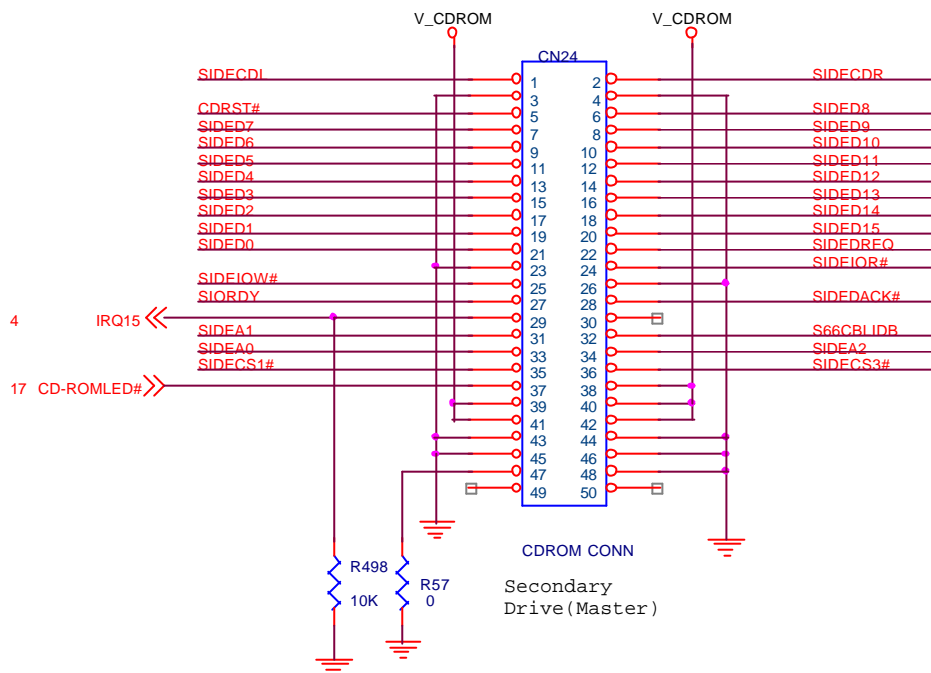 V_CDROM V_CDROM
CN24
SIDECDL 1 2 SIDECDR
3 4
CDRST# 5 6 SIDED8
SIDED7 7 8 SIDED9
SIDED6 9 10 SIDED10
SIDED5 11 12 SIDED11
SIDED4 13 14 SIDED12
SIDED3 15 16 SIDED13
SIDED2 17 18 SIDED14
SIDED1 19 20 SIDED15
SIDED0 21 22 SIDEDREQ
23 24 SIDEIOR#
SIDEIOW# 25 26
SIORDY 27 28 SIDEDACK#
4 IRQ15 29 30
SIDEA1 31 32 S66CBLIDB
SIDEA0 33 34 SIDEA2
SIDECS1# 35 36 SIDECS3#
17 CD-ROMLED# 37 38
39 40
41 42
43 44
45 46
47 48
49 50
CDROM CONN
R498
10K
R57
0
Secondary
Drive(Master)